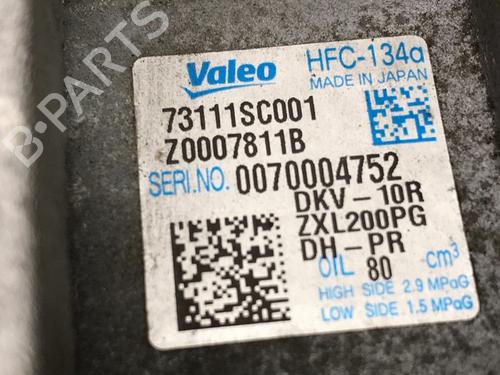 Valeo HFC-134a
MADE IN JAPAN
73111SC001
Z0007811B
SERI.NO. 0070004752
DKV-10R
ZXL200PG
DH-PR
OIL 80 cm³
HIGH SIDE 2.9 MPaG
LOW SIDE 1.5 MPaG
B-PARTS